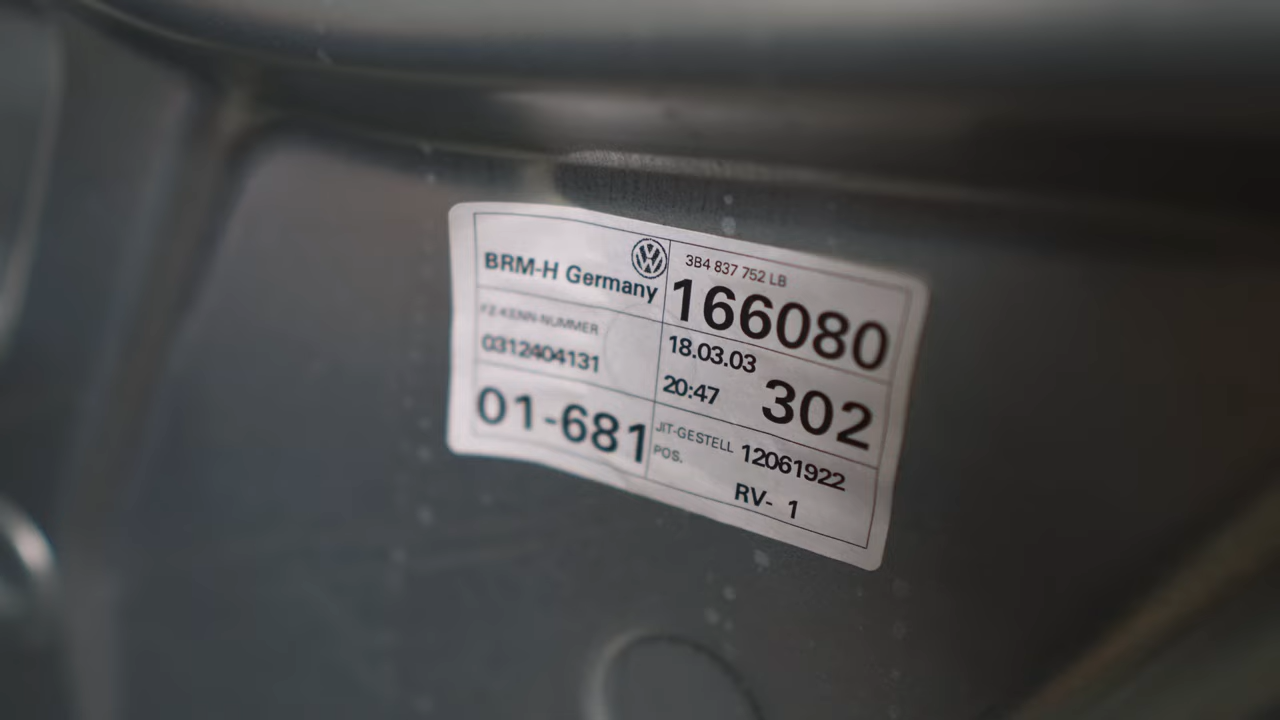 BRM-H Germany
3B4 837 752 LB
166080
FZ-KENN-NUMMER
0312404131
18.03.03
20:47
302
01-681
JIT-GESTELL 12061922
POS.
RV- 1